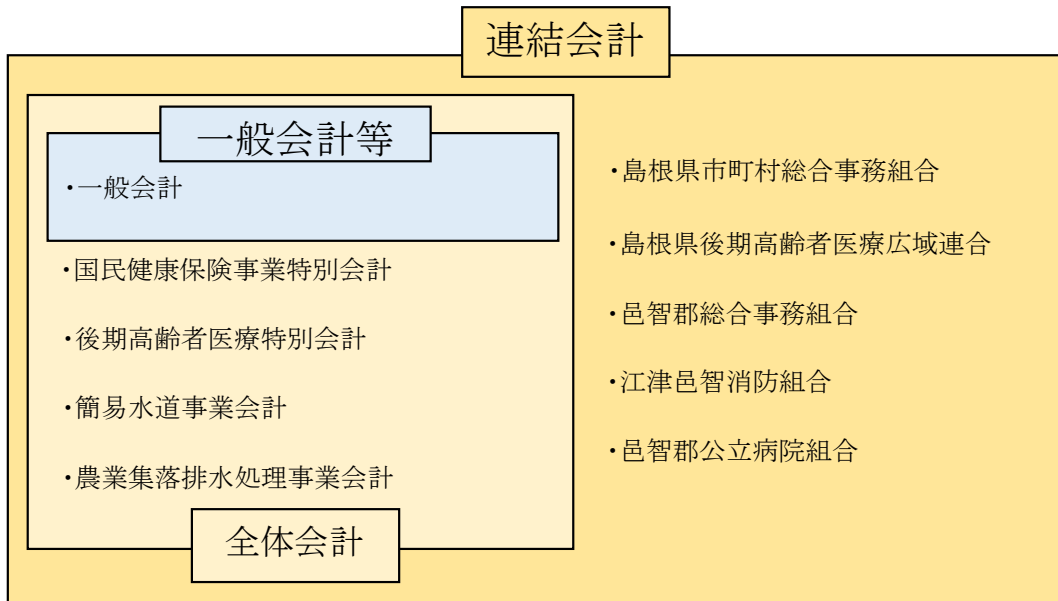 連結会計
一般会計等
・一般会計
・国民健康保険事業特別会計
・後期高齢者医療特別会計
・簡易水道事業会計
・農業集落排水処理事業会計
全体会計
・島根県市町村総合事務組合
・島根県後期高齢者医療広域連合
・邑智郡総合事務組合
・江津邑智消防組合
・邑智郡公立病院組合